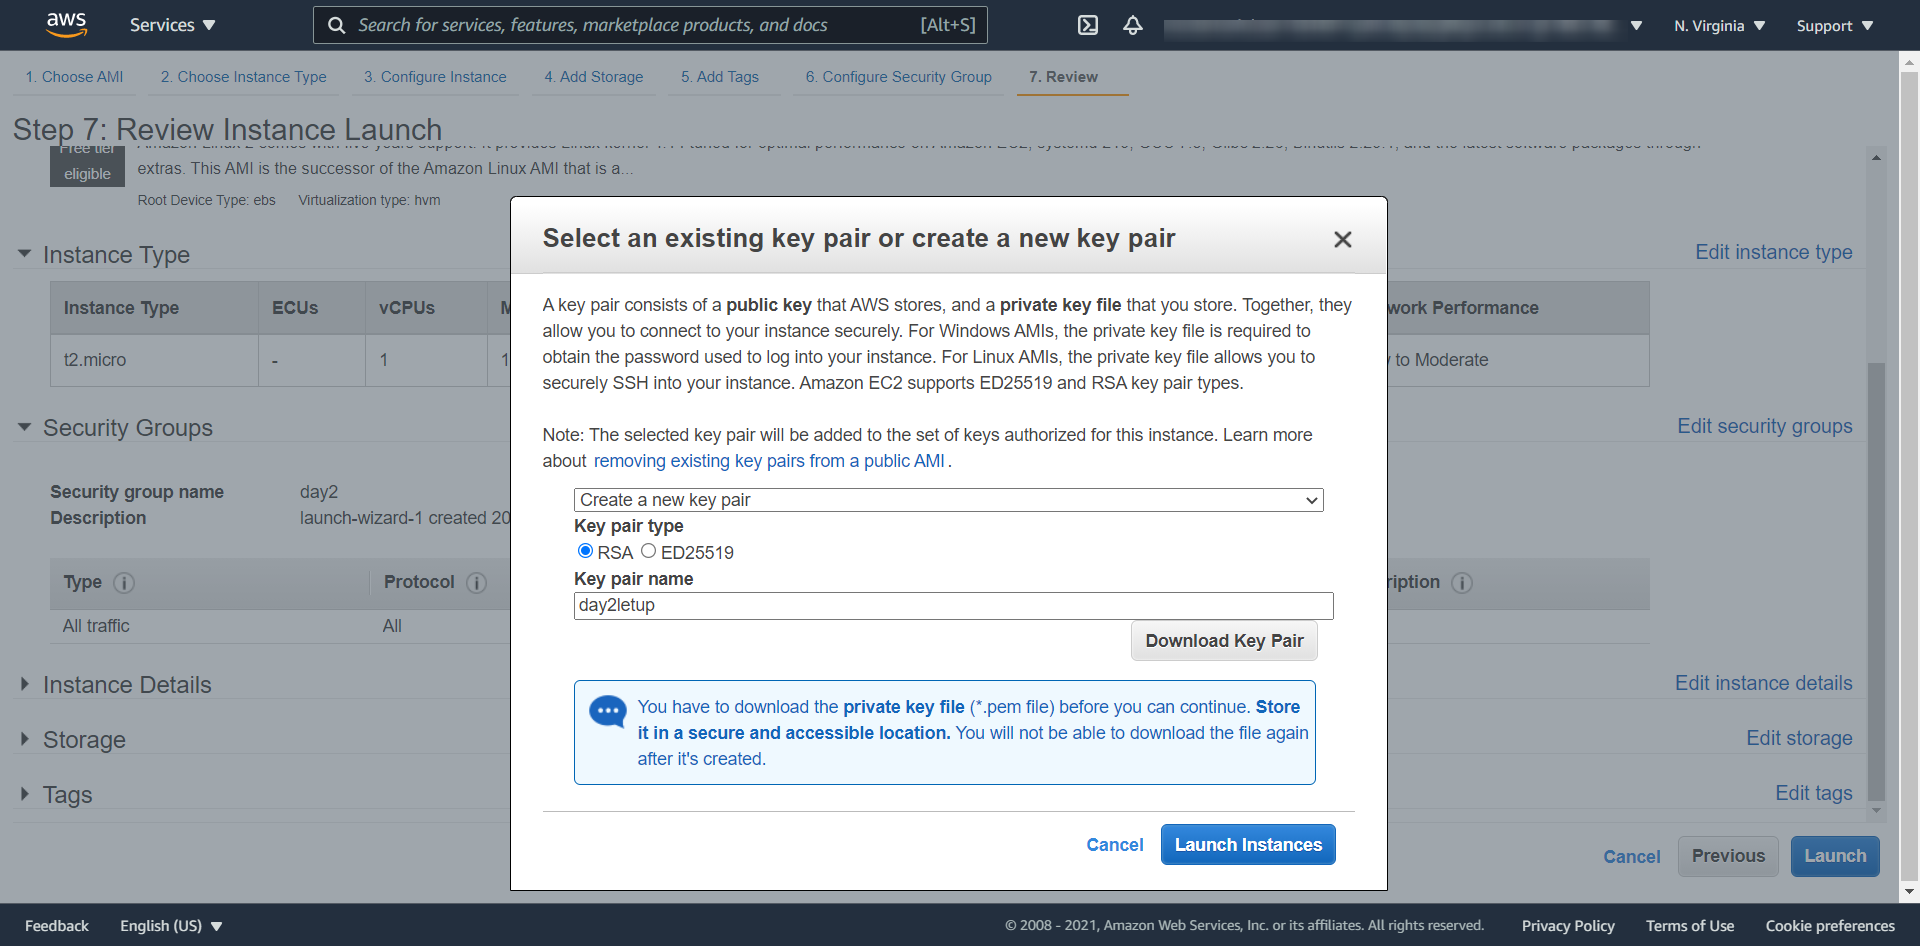 aws
Services
Search for services, features, marketplace products, and docs
[Alt+S]
N. Virginia
Support
1. Choose AMI
2. Choose Instance Type
3. Configure Instance
4. Add Storage
5. Add Tags
6. Configure Security Group
7. Review
Step 7: Review Instance Launch
Free tier
eligible
extras. This AMI is the successor of the Amazon Linux AMI that is a...
Root Device Type: ebs
Virtualization type: hvm
Instance Type
Edit instance type
Instance Type
ECUs
vCPUs
M
work Performance
t2.micro
-
1
1
to Moderate
Security Groups
Edit security groups
Security group name
day2
Description
launch-wizard-1 created 20
Type
Protocol
ription
All traffic
All
Instance Details
Edit instance details
Storage
Edit storage
Tags
Edit tags
Cancel
Previous
Launch
Select an existing key pair or create a new key pair
A key pair consists of a public key that AWS stores, and a private key file that you store. Together, they
allow you to connect to your instance securely. For Windows AMIs, the private key file is required to
obtain the password used to log into your instance. For Linux AMIs, the private key file allows you to
securely SSH into your instance. Amazon EC2 supports ED25519 and RSA key pair types.
Note: The selected key pair will be added to the set of keys authorized for this instance. Learn more
about removing existing key pairs from a public AMI .
Create a new key pair
Key pair type
RSA
ED25519
Key pair name
day2letup
Download Key Pair
You have to download the private key file (*.pem file) before you can continue. Store
it in a secure and accessible location. You will not be able to download the file again
after it's created.
Cancel
Launch Instances
Feedback
English (US)
© 2008 - 2021, Amazon Web Services, Inc. or its affiliates. All rights reserved.
Privacy Policy
Terms of Use
Cookie preferences